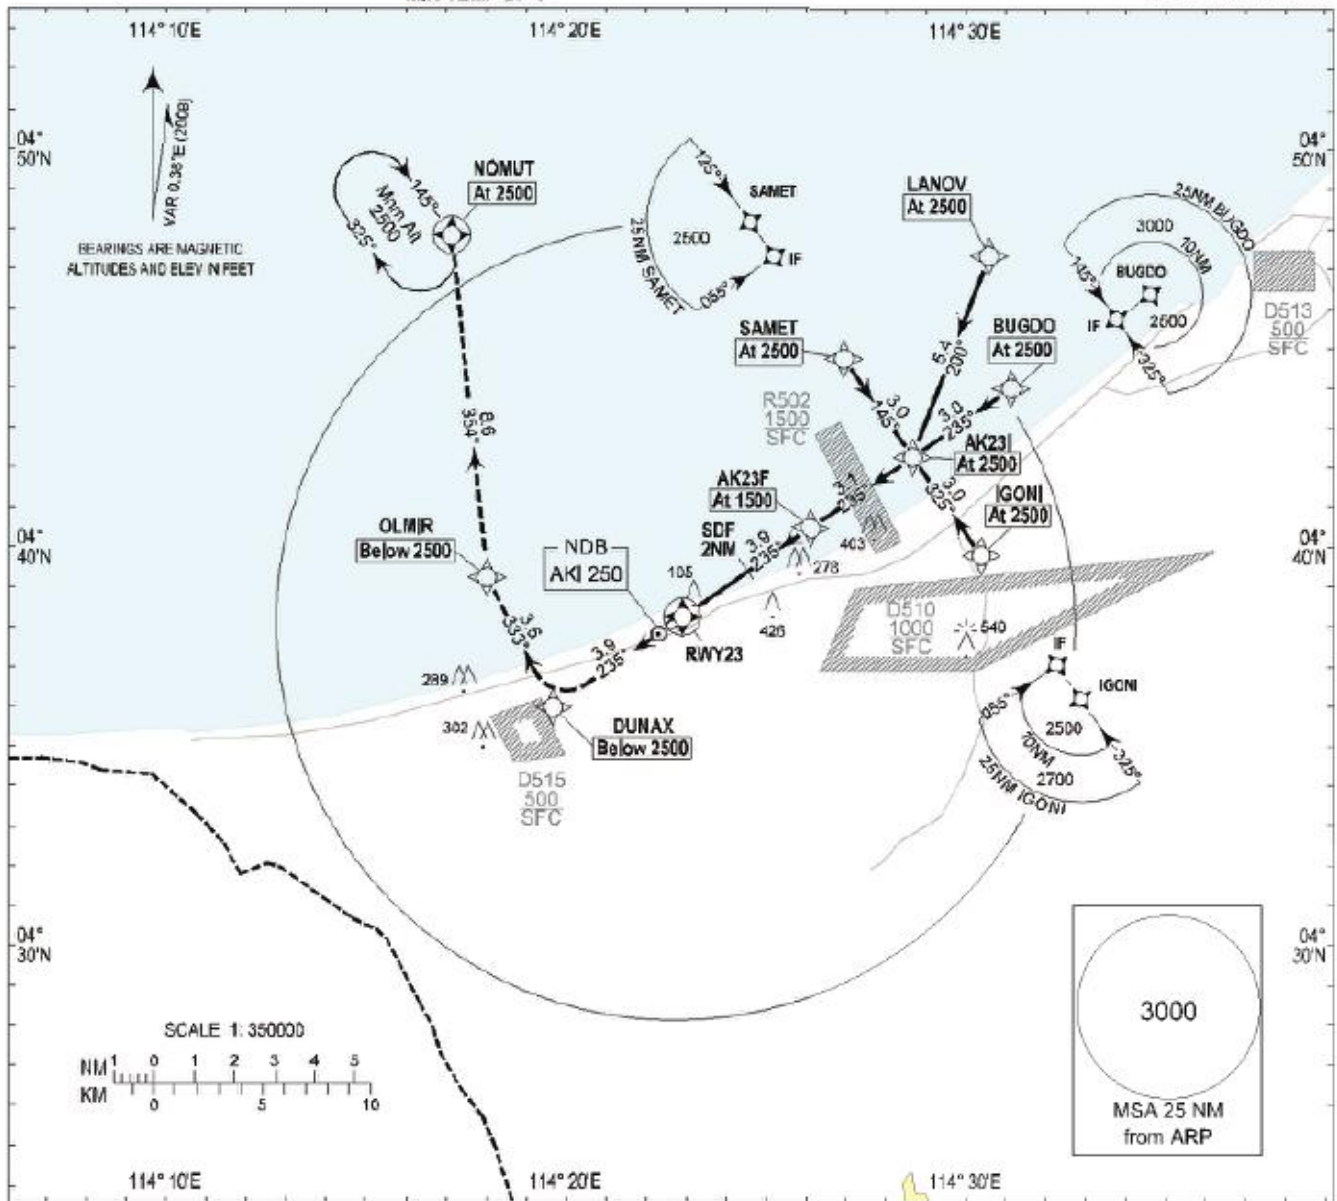 114° 10'E
114° 20'E
114° 30'E
VAR 0.36°E (2008)
BEARINGS ARE MAGNETIC
ALTITUDES AND ELEV IN FEET
04°
50'N
04°
50'N
NOMUT
At 2500
145°
Mnm Alt
2500
325°
125°
SAMET
2500
IF
055°
25NM SAMET
LANOV
At 2500
25NM BUGDO
3000
10NM
BUGDO
145°
IF
2500
325°
D513
500
SFC
SAMET
At 2500
5.4
200°
BUGDO
At 2500
3.0
145°
3.0
235°
R502
1500
SFC
AK23I
At 2500
8.6
354°
AK23F
At 1500
235°
3.0
325°
IGONI
At 2500
OLMIR
Below 2500
SDF
2NM
3.9
235°
403
278
04°
40'N
04°
40'N
NDB
AKI 250
105
426
D510
1000
SFC
540
3.6
333°
3.9
235°
RWY23
289
302
DUNAX
Below 2500
D515
500
SFC
IF
IGONI
055°
2500
10NM
2700
325°
25NM IGONI
04°
30'N
04°
30'N
3000
MSA 25 NM
from ARP
SCALE 1: 350000
NM 1 0 1 2 3 4 5
KM 0 5 10
114° 10'E
114° 20'E
114° 30'E